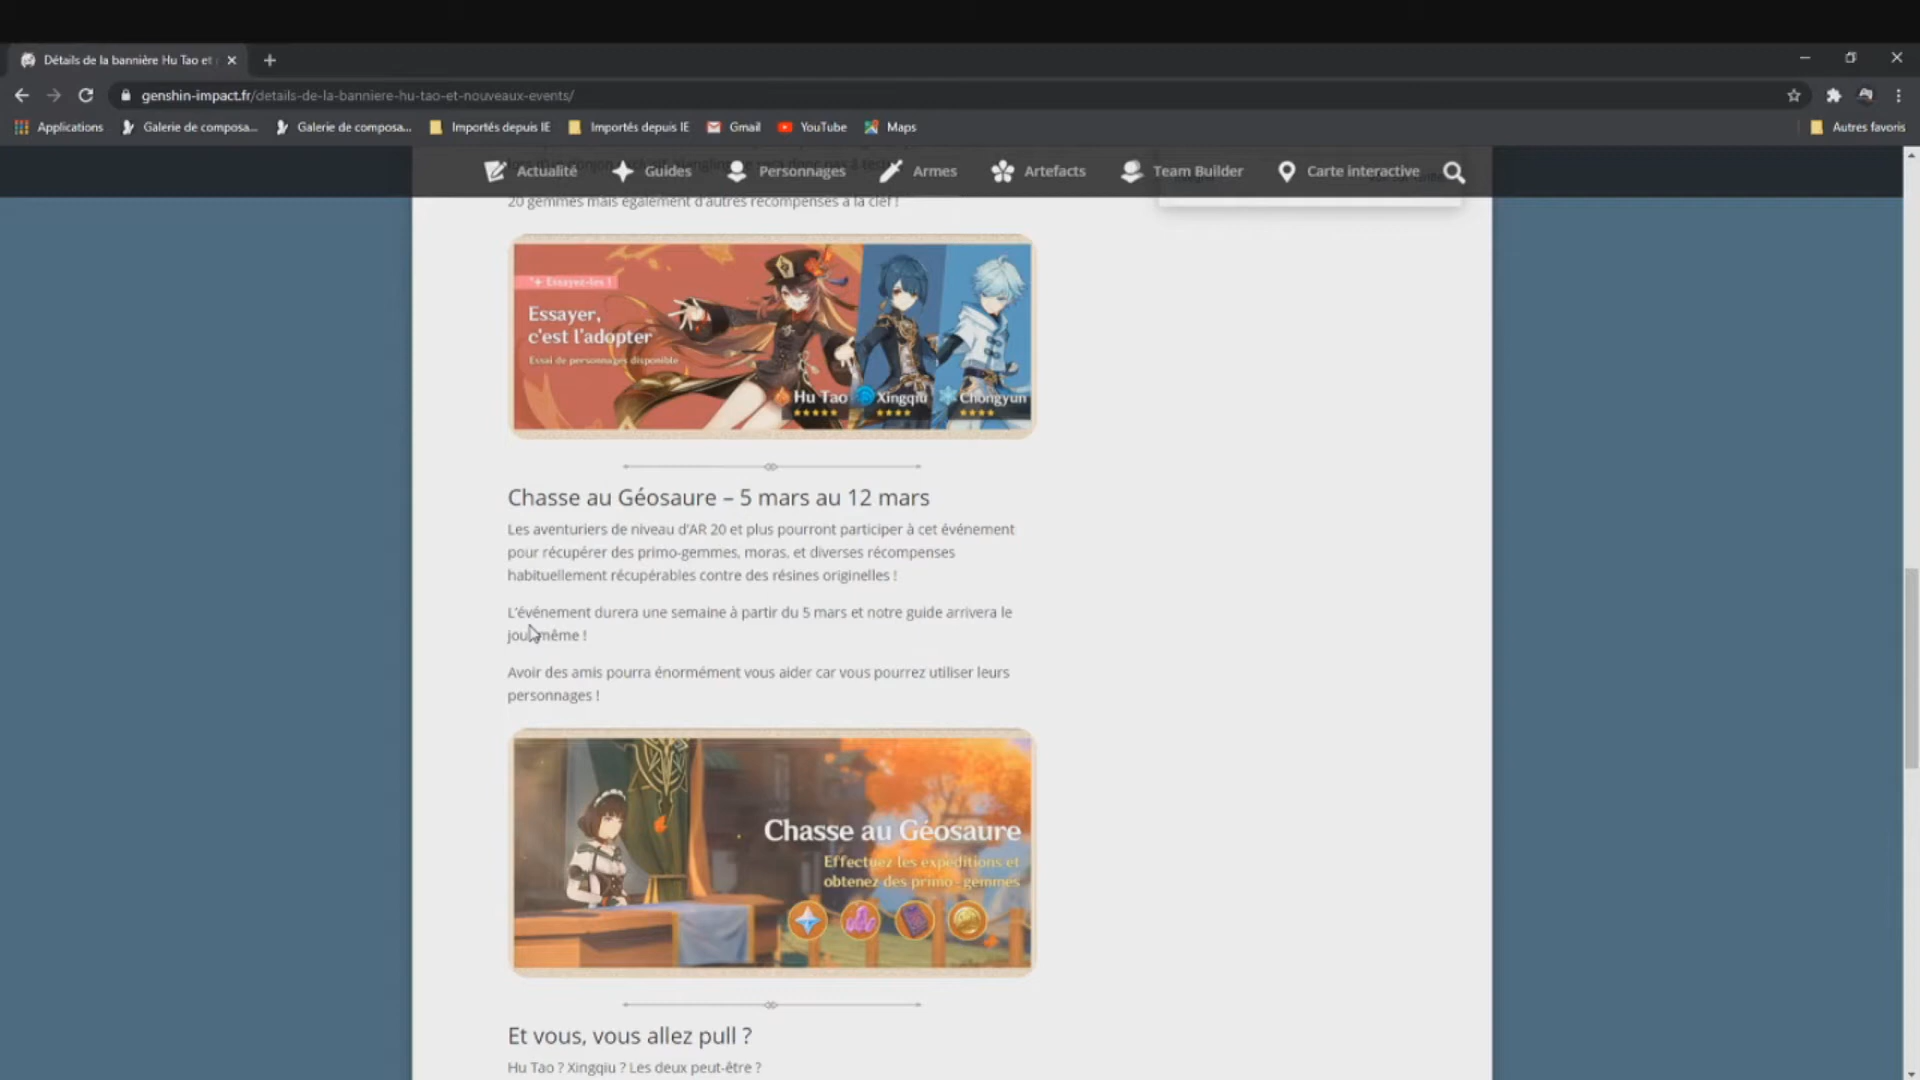 Détails de la bannière Hu Tao et
genshin-impact.fr/details-de-la-banniere-hu-tao-et-nouveaux-events/
Applications
Galerie de composa...
Galerie de composa...
Importés depuis IE
Importés depuis IE
Gmail
YouTube
Maps
Autres favoris
Actualité
Guides
Personnages
Armes
Artefacts
Team Builder
Carte interactive
20 gemmes mais également d'autres récompenses à la clef !
Essayez-les !
Essayer,
c'est l'adopter
Essai de personnages disponible
Hu Tao
Xingqiu
Chongyun
Chasse au Géosaure – 5 mars au 12 mars
Les aventuriers de niveau d'AR 20 et plus pourront participer à cet événement
pour récupérer des primo-gemmes, moras, et diverses récompenses
habituellement récupérables contre des résines originelles !
L'événement durera une semaine à partir du 5 mars et notre guide arrivera le
jour même !
Avoir des amis pourra énormément vous aider car vous pourrez utiliser leurs
personnages !
Chasse au Géosaure
Effectuez les expéditions et
obtenez des primo-gemmes
Et vous, vous allez pull ?
Hu Tao ? Xingqiu ? Les deux peut-être ?